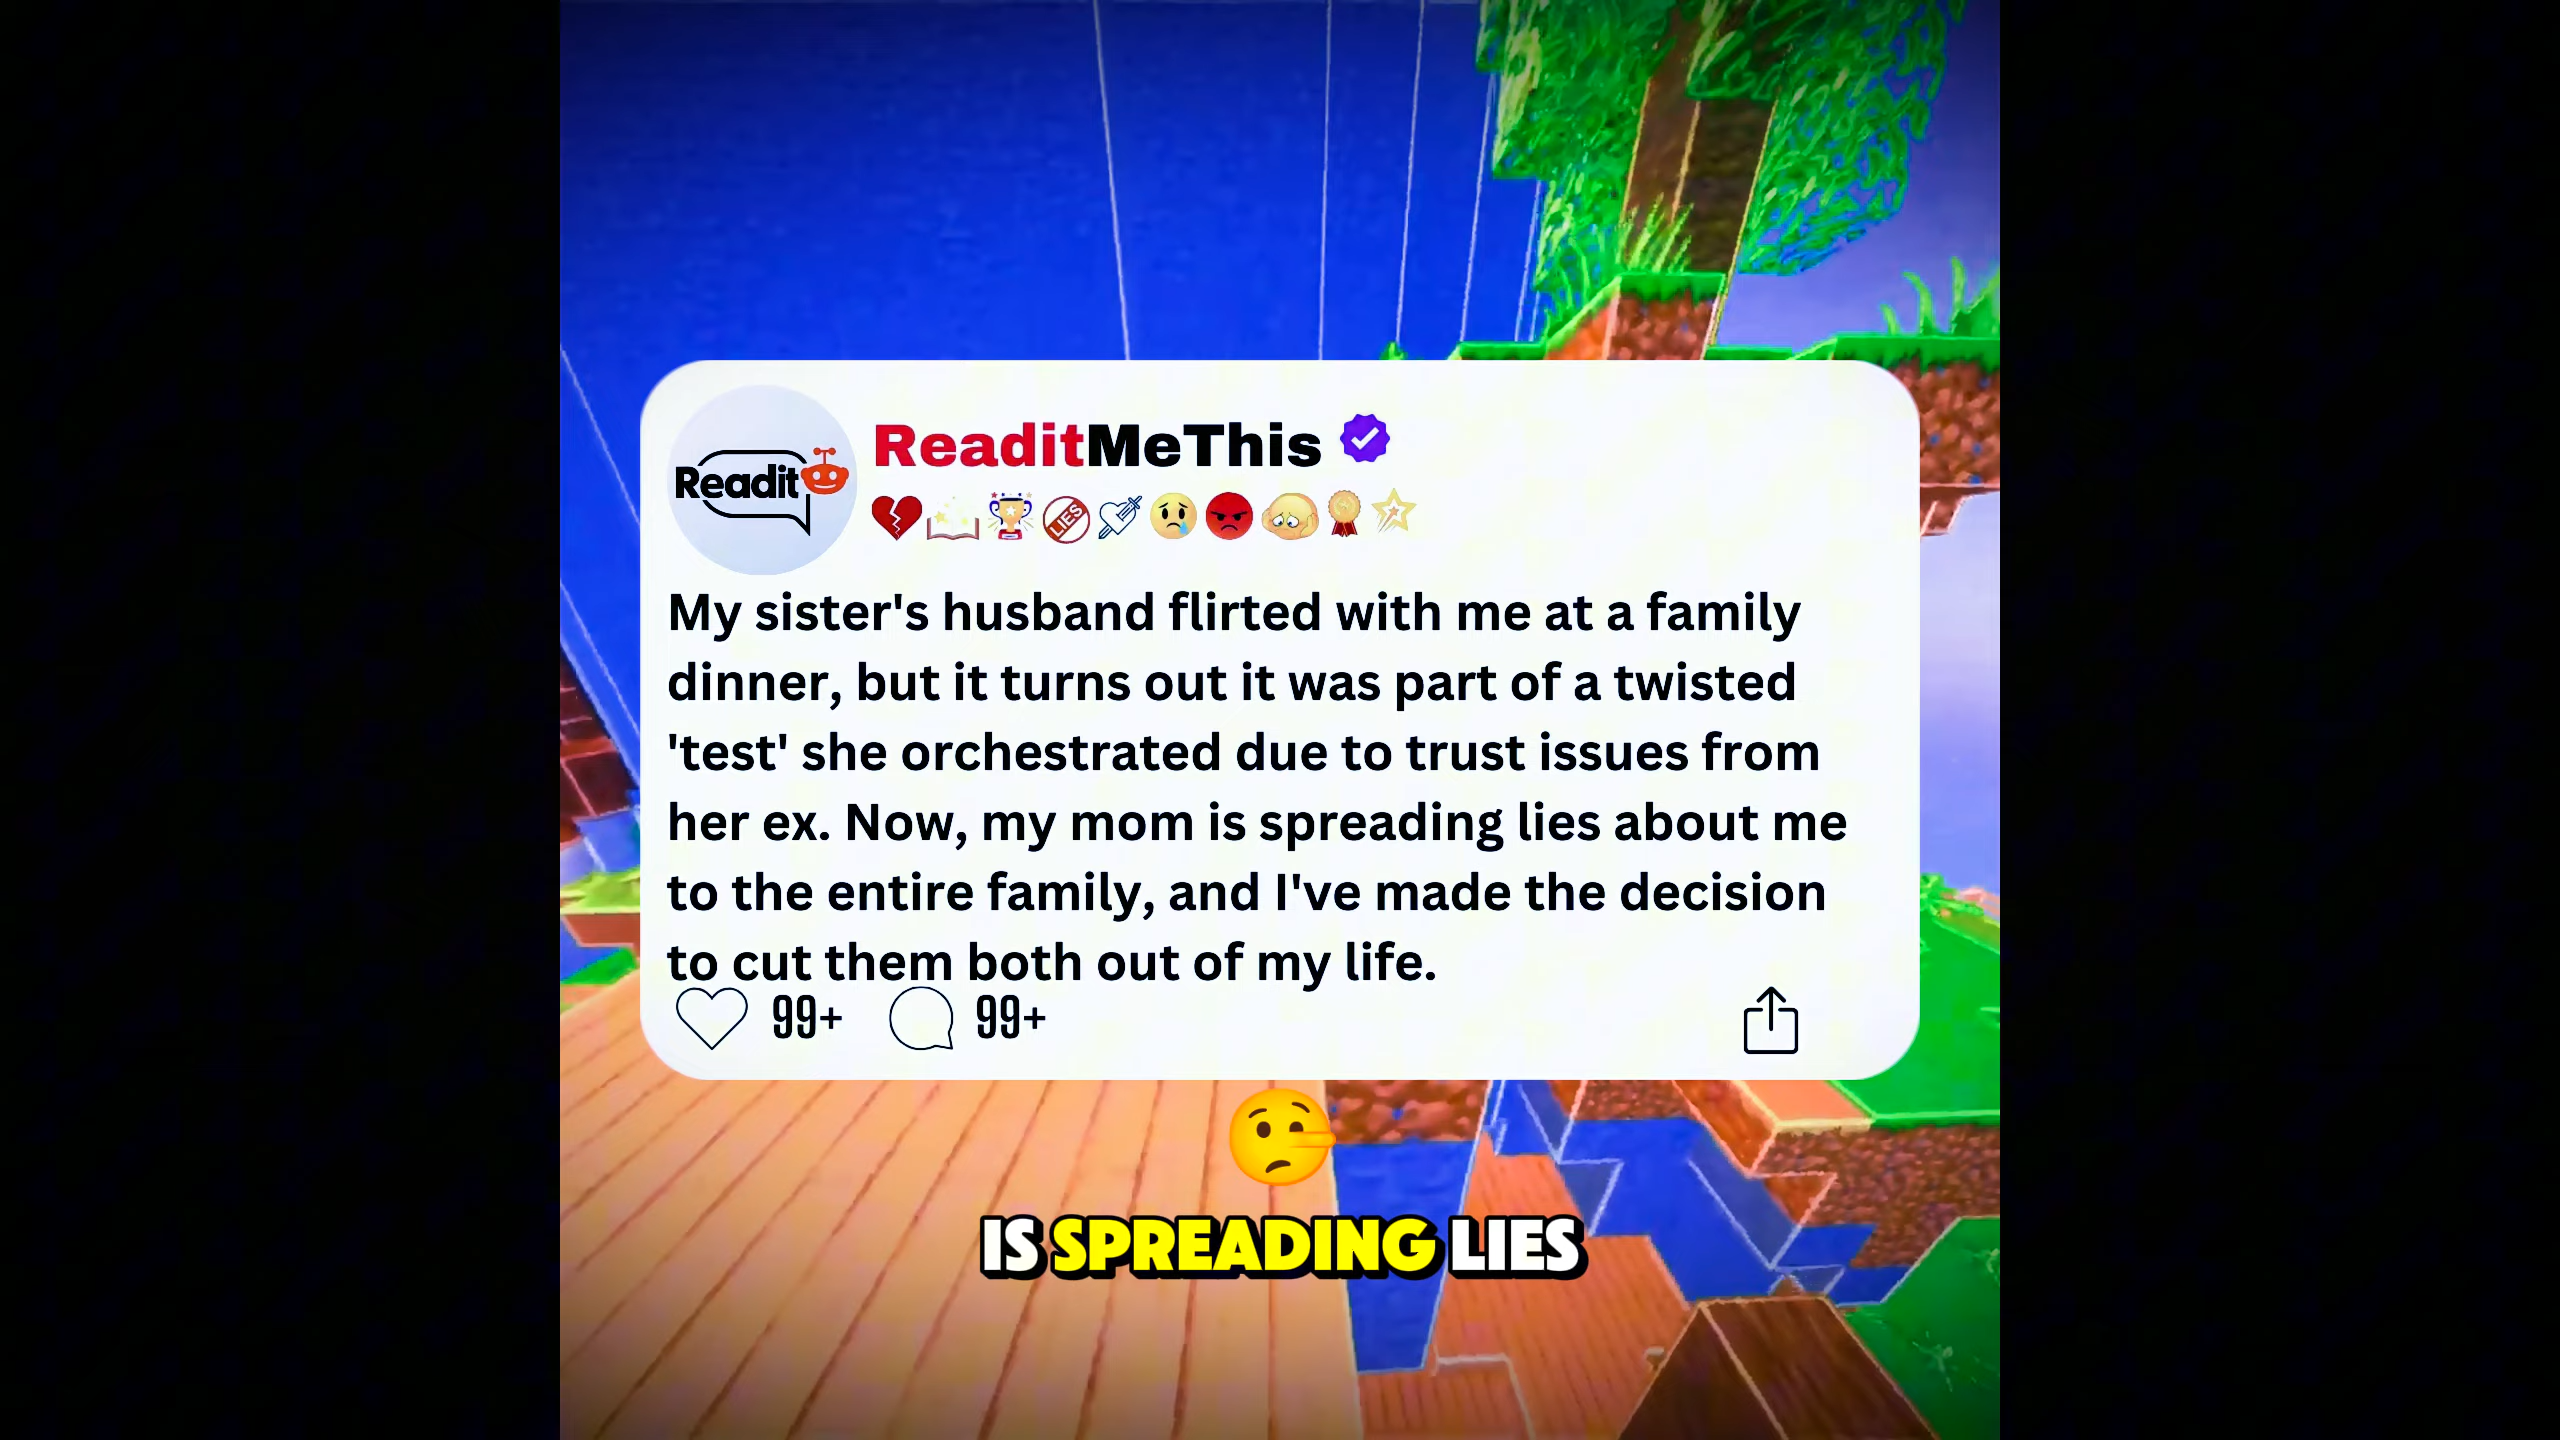 Readit
ReaditMeThis
LIES
My sister's husband flirted with me at a family
dinner, but it turns out it was part of a twisted
'test' she orchestrated due to trust issues from
her ex. Now, my mom is spreading lies about me
to the entire family, and I've made the decision
to cut them both out of my life.
99+ 99+
IS SPREADING LIES